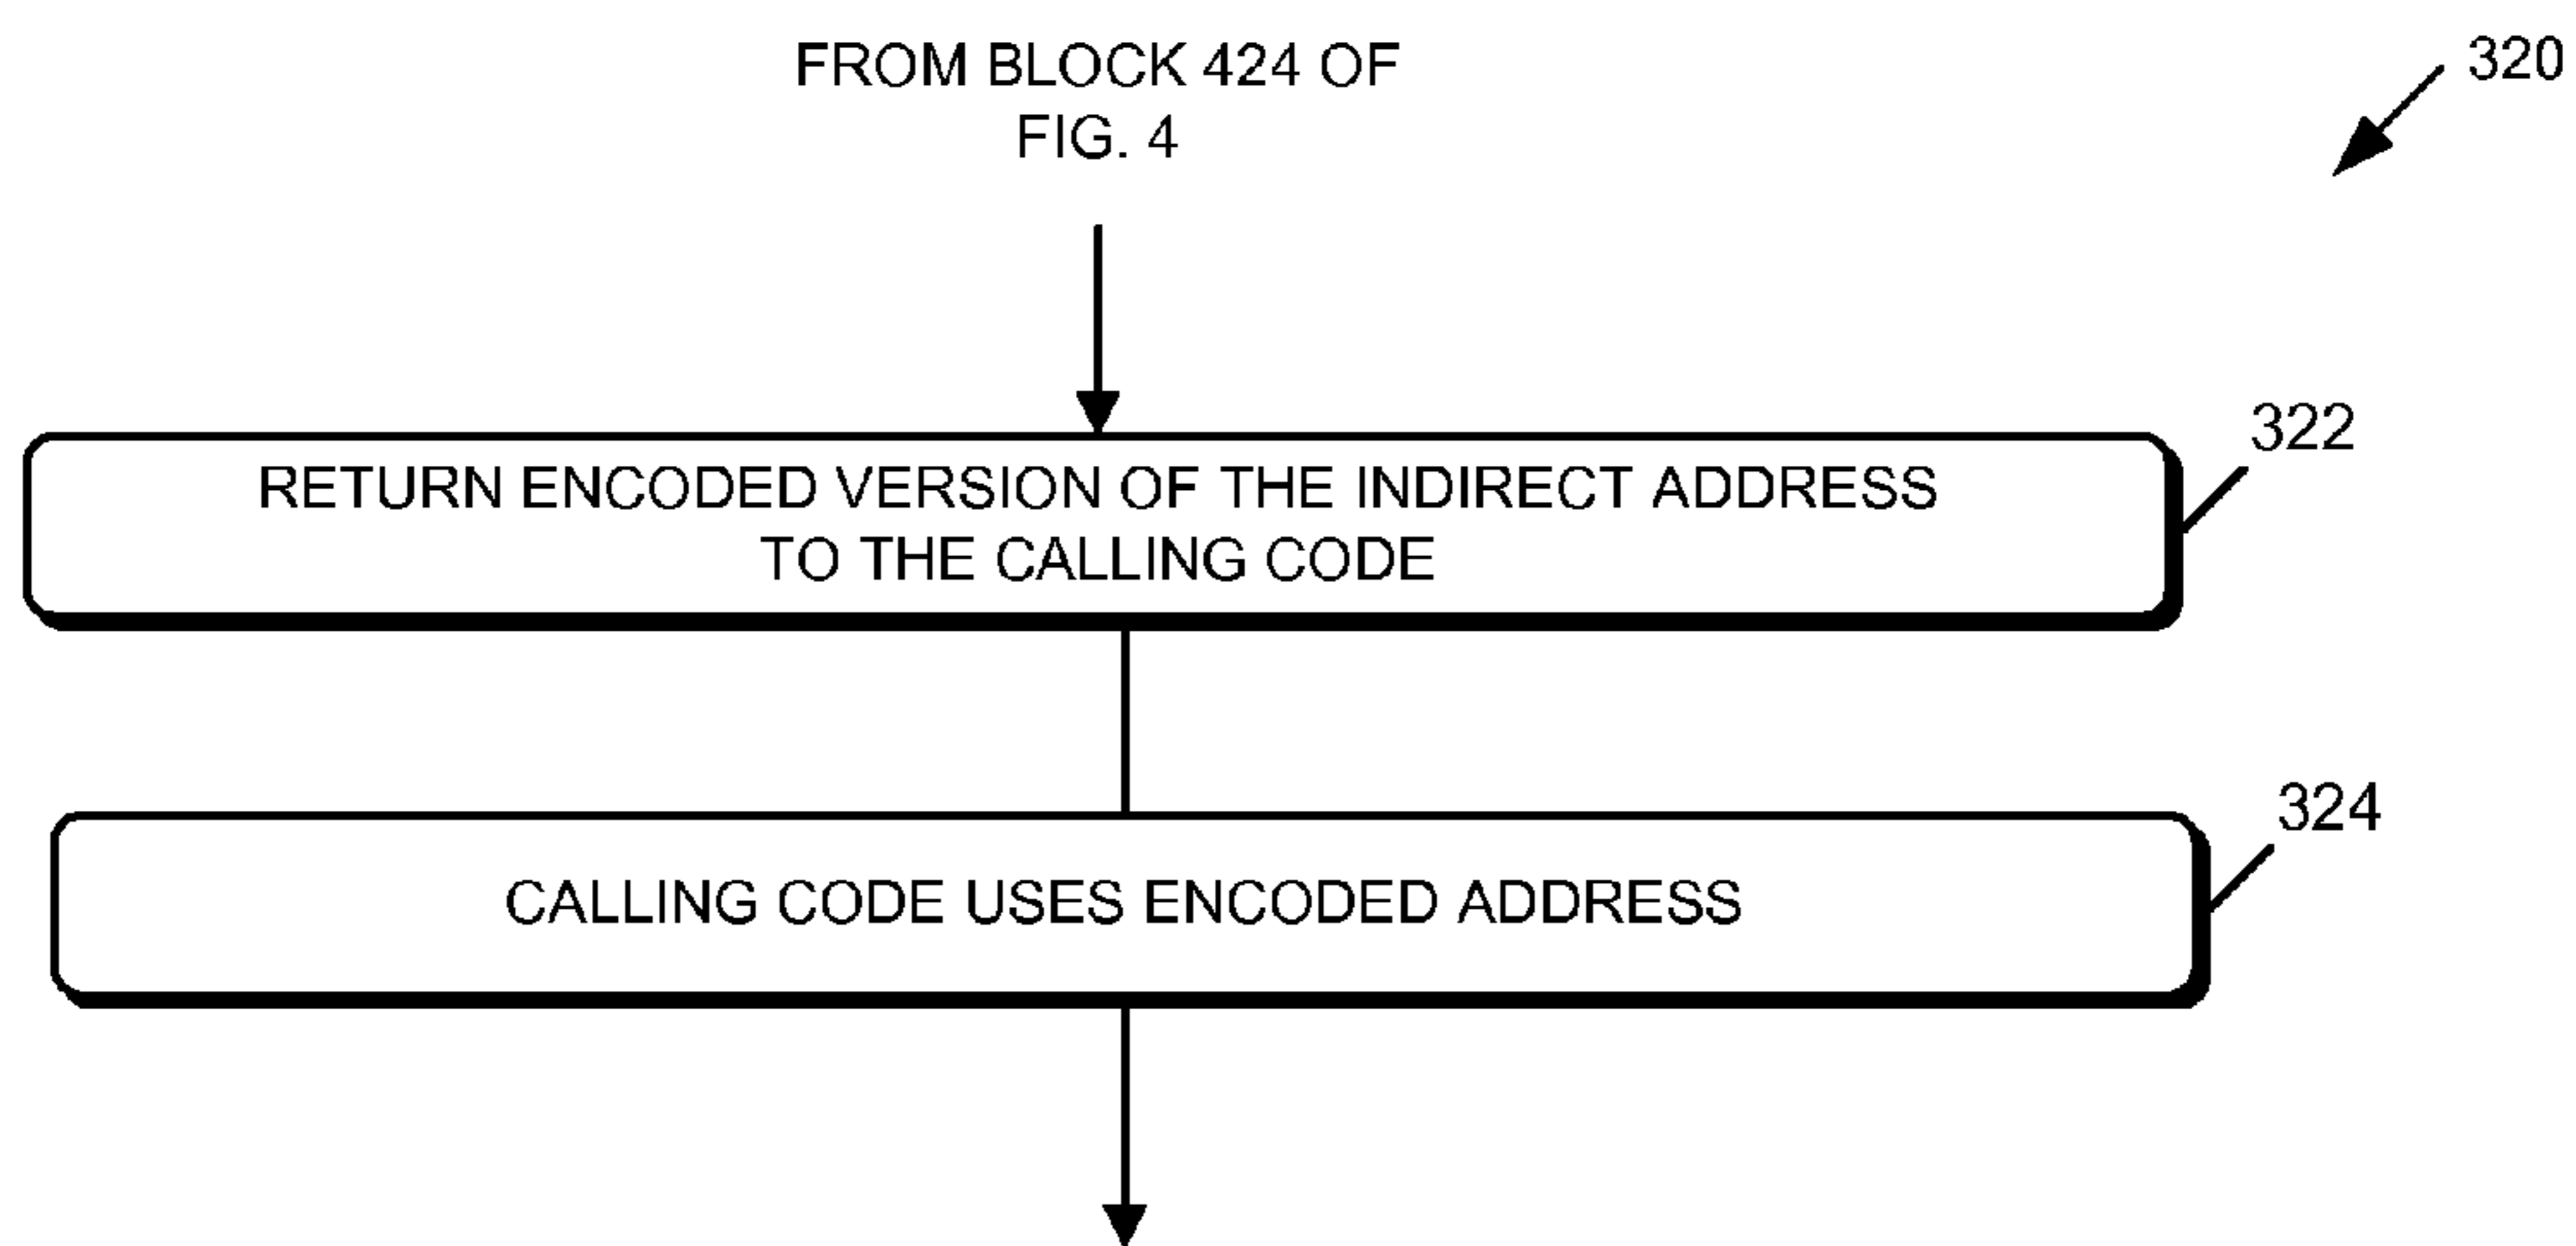 FROM BLOCK 424 OF
FIG. 4
320
322
RETURN ENCODED VERSION OF THE INDIRECT ADDRESS
TO THE CALLING CODE
324
CALLING CODE USES ENCODED ADDRESS